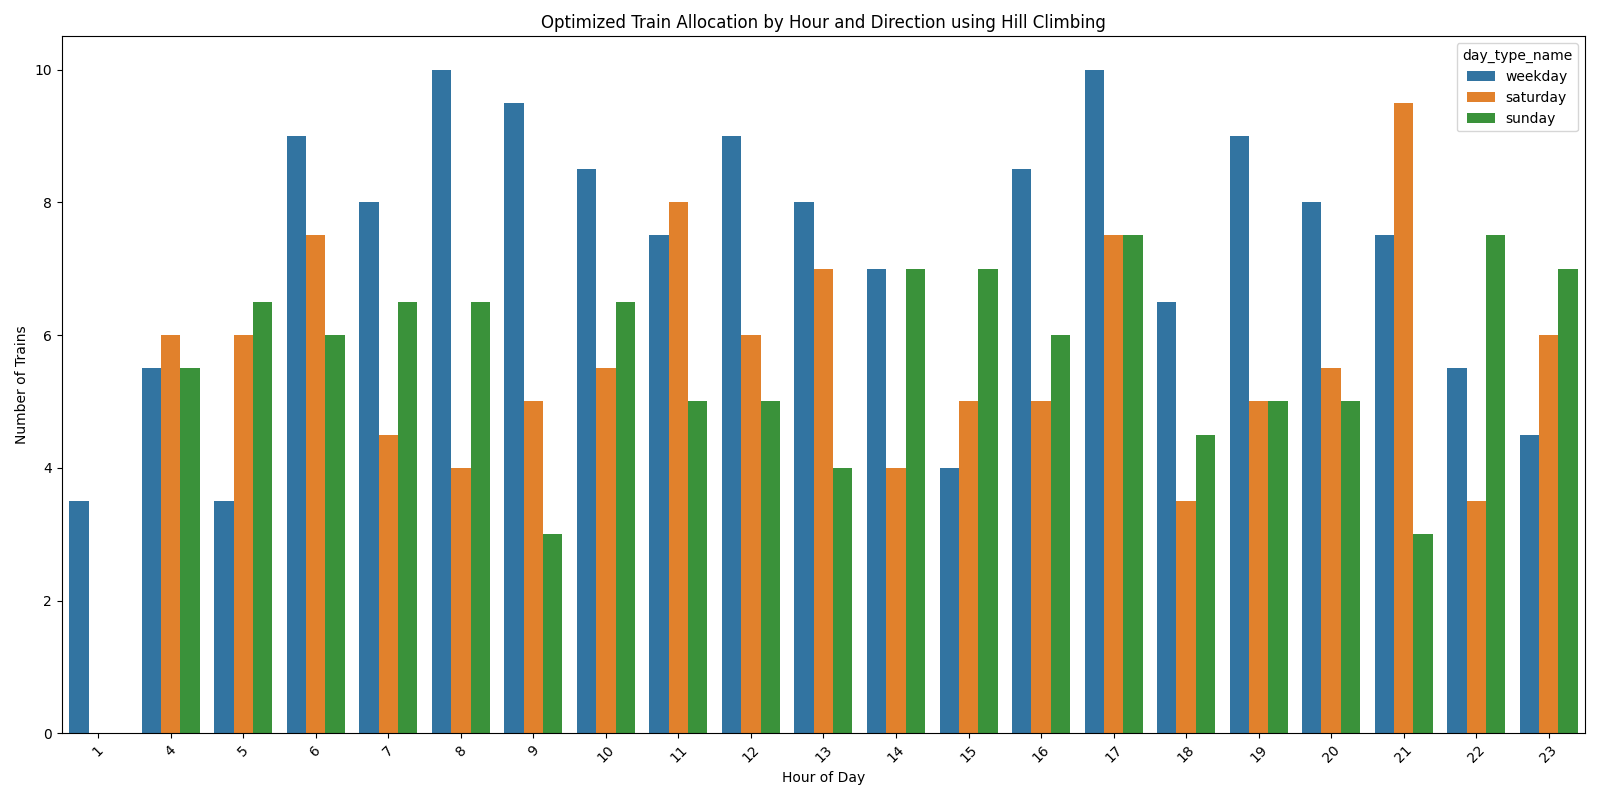 Optimized Train Allocation by Hour and Direction using Hill Climbing
day_type_name
weekday
saturday
sunday
Number of Trains
10
8
6
4
2
0
1 4 5 6 7 8 9 10 11 12 13 14 15 16 17 18 19 20 21 22 23
Hour of Day